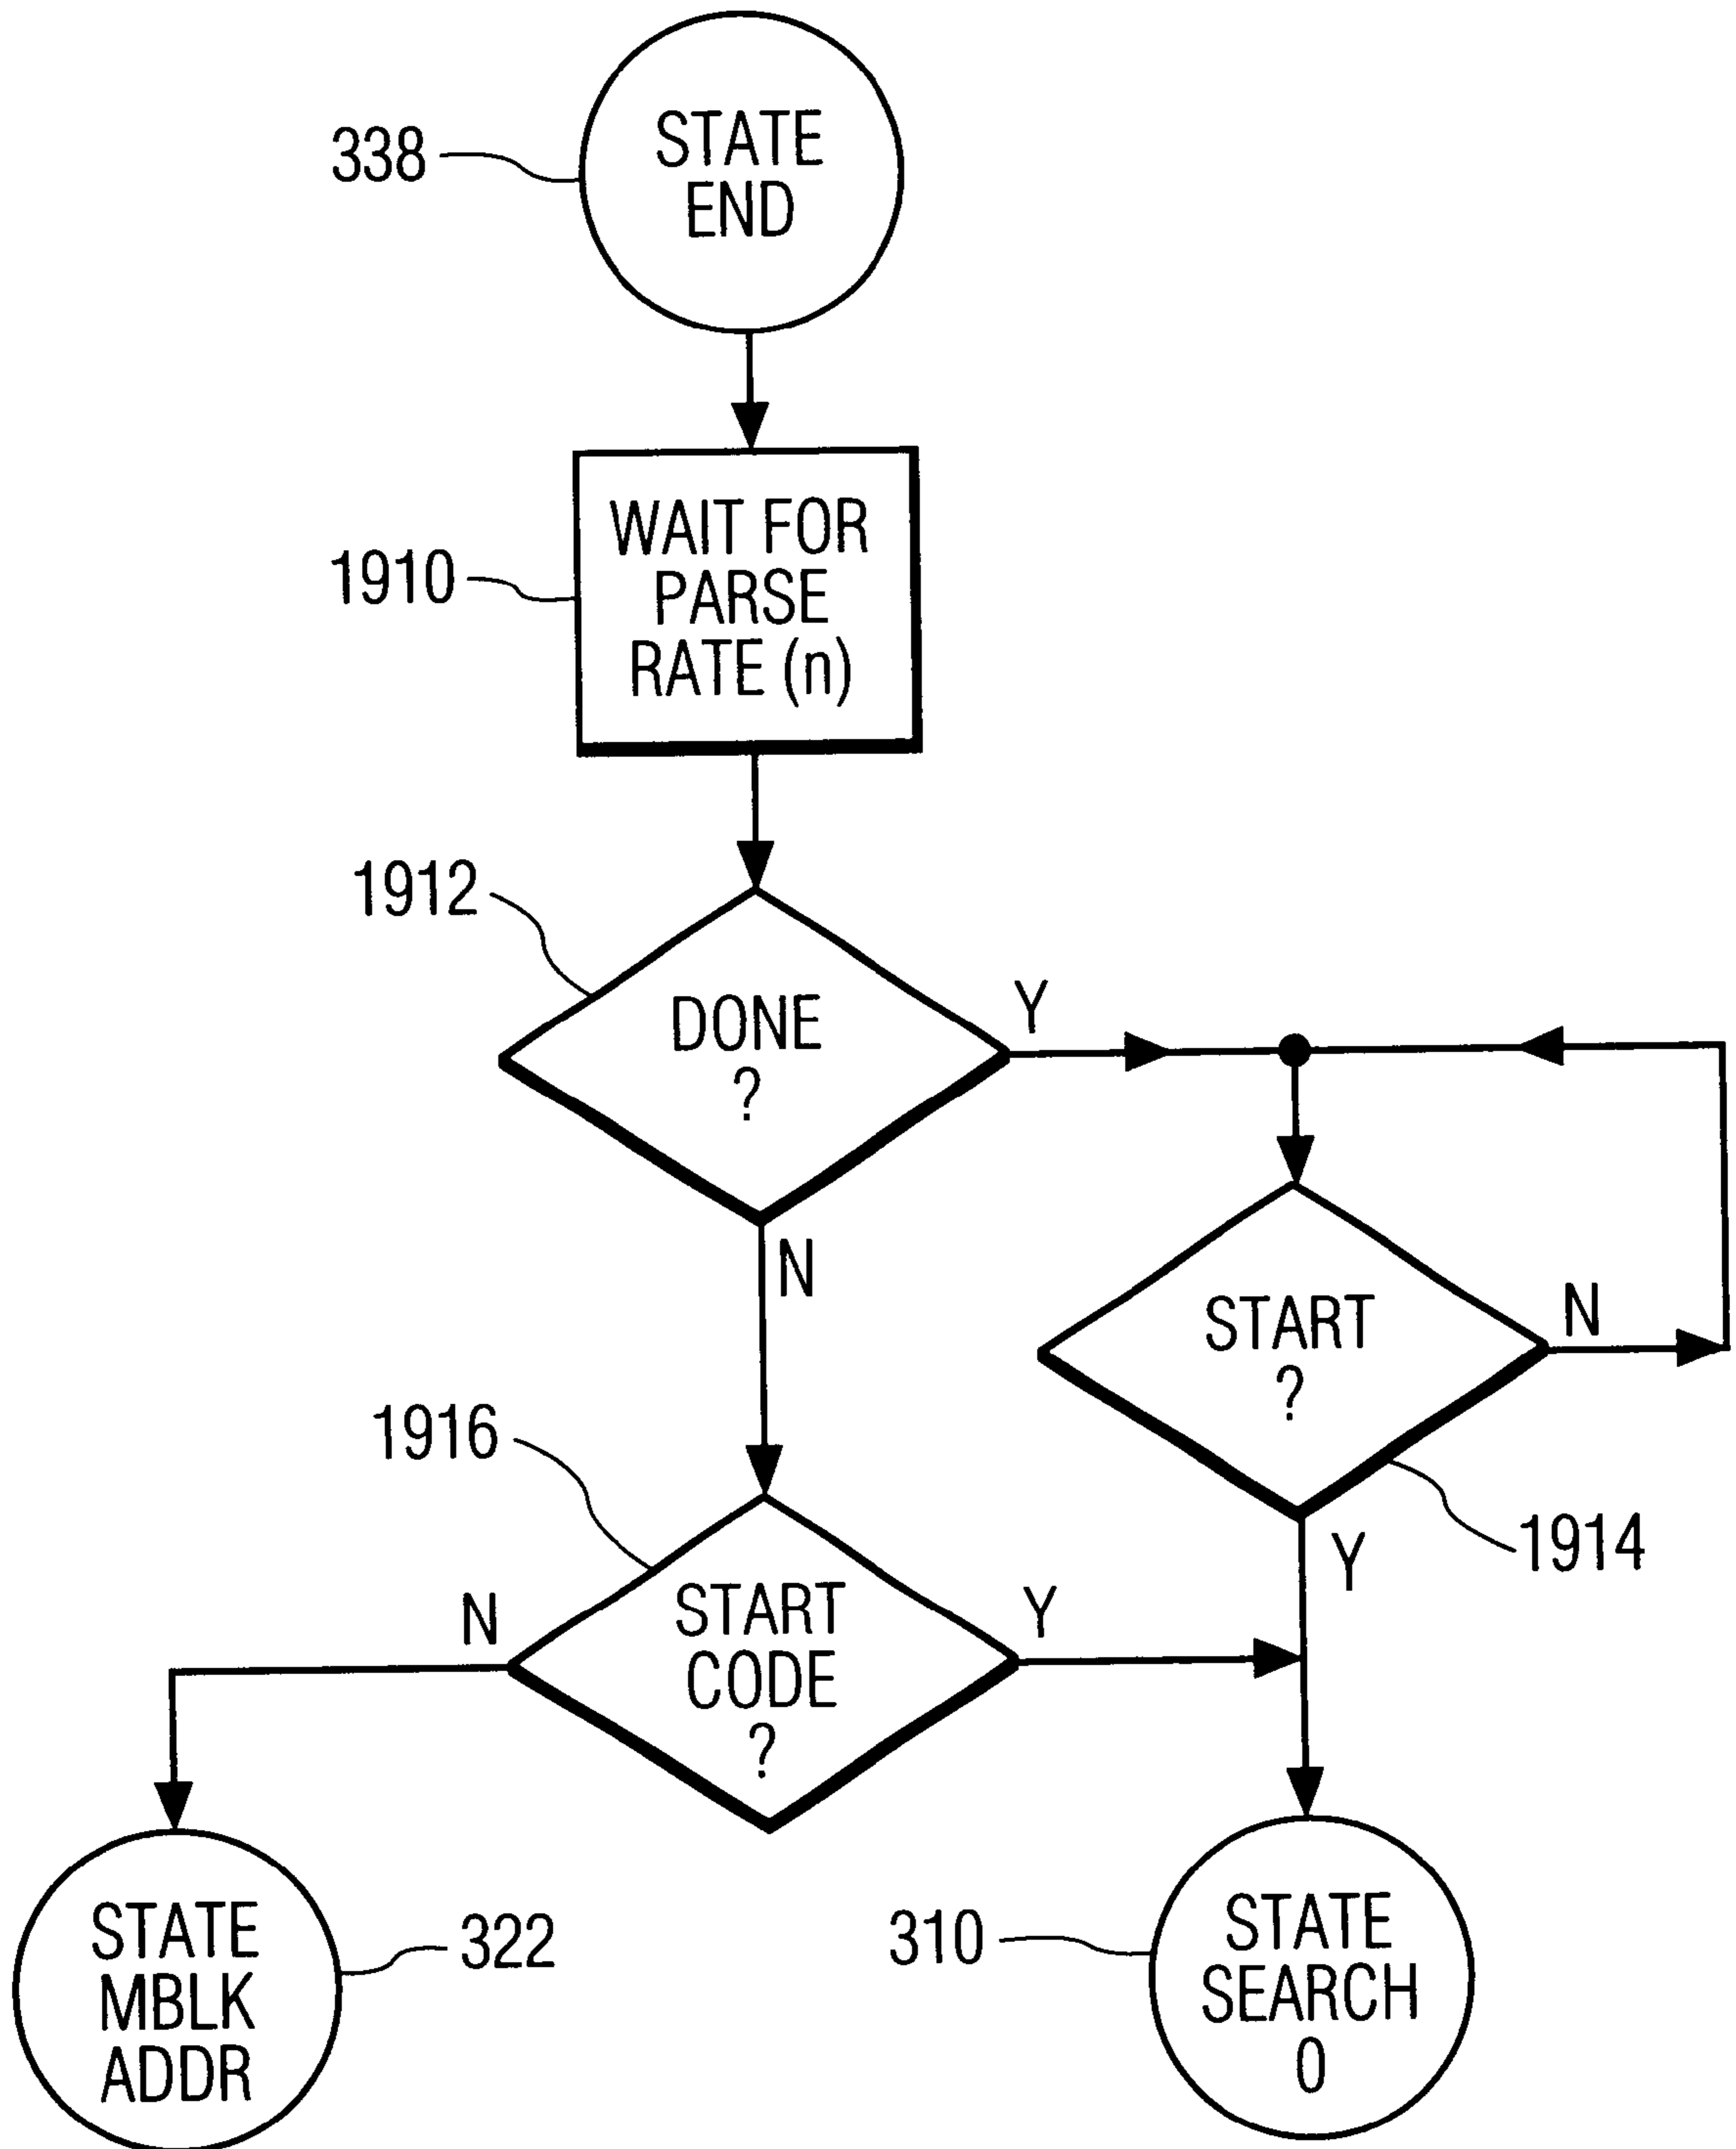 338
STATE
END
1910
WAIT FOR
PARSE
RATE (n)
1912
DONE
?
Y
N
START
?
N
Y
1914
1916
START
CODE
?
N
Y
STATE
MBLK
ADDR
322
310
STATE
SEARCH
0